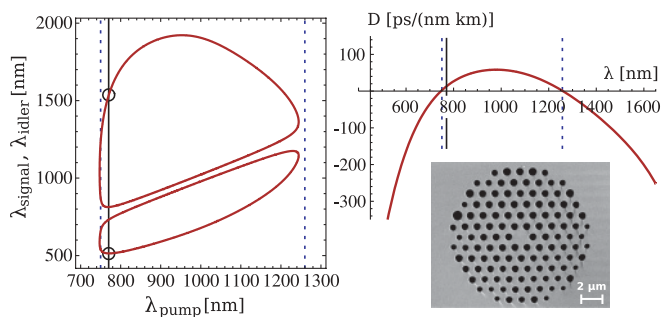 2000
1500
1000
500
λsignal, λidler [nm]
700 800 900 1000 1100 1200 1300
λpump [nm]
D [ps/(nm km]
100
-100
-200
-300
600 800 1000 1200 1400 1600
λ [nm]
2 μm